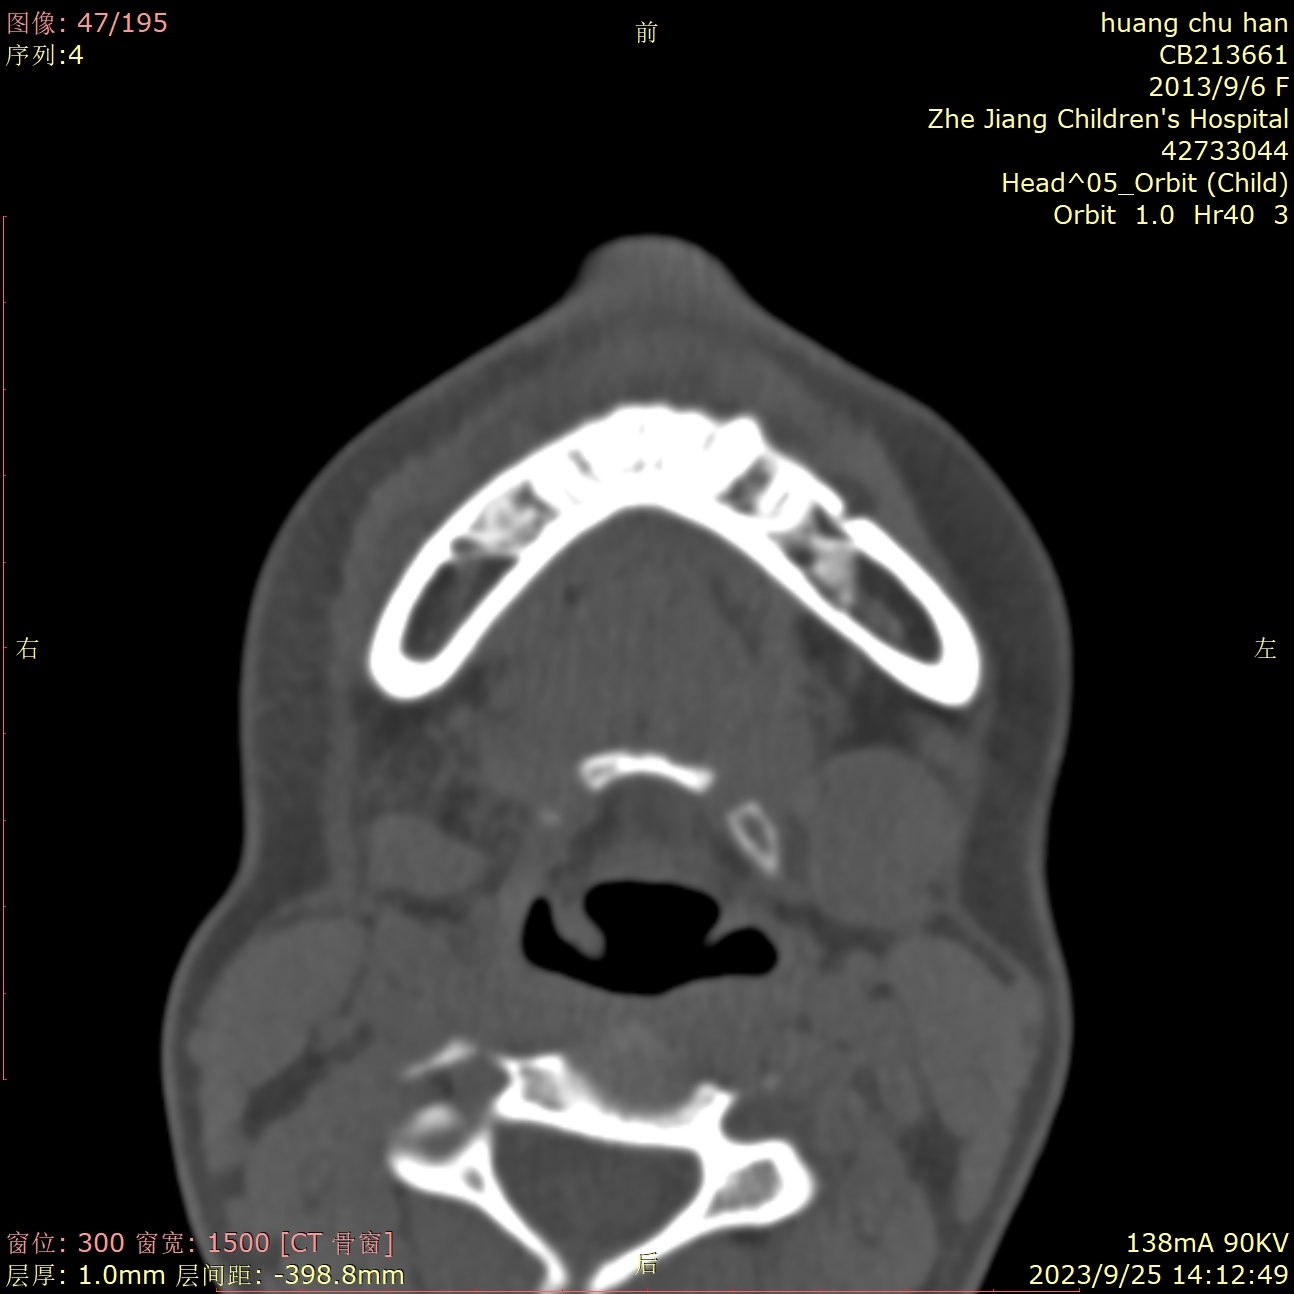 图像: 47/195
序列:4
前
huang chu han
CB213661
2013/9/6 F
Zhe Jiang Children's Hospital
42733044
Head^05_Orbit (Child)
Orbit 1.0 Hr40 3
右
左
窗位: 300 窗宽: 1500 [CT 骨窗]
层厚: 1.0mm 层间距: -398.8mm
后
138mA 90KV
2023/9/25 14:12:49